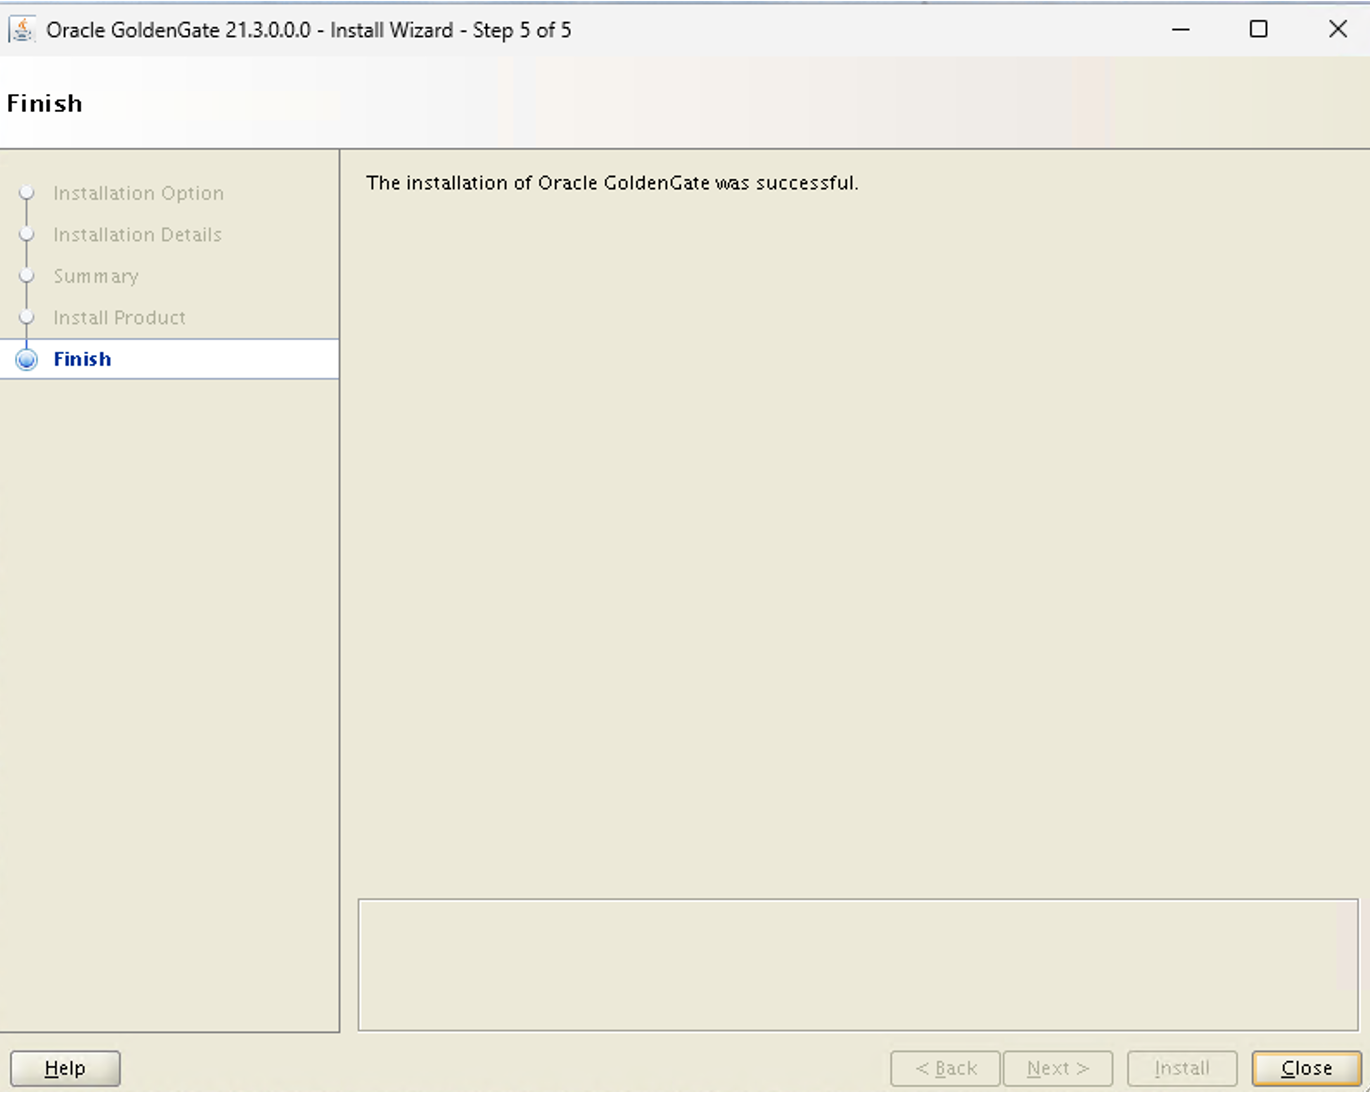 Oracle GoldenGate 21.3.0.0.0 - Install Wizard - Step 5 of 5
Finish
Installation Option
Installation Details
Summary
Install Product
Finish
The installation of Oracle GoldenGate was successful.
Help
< Back
Next >
Install
Close